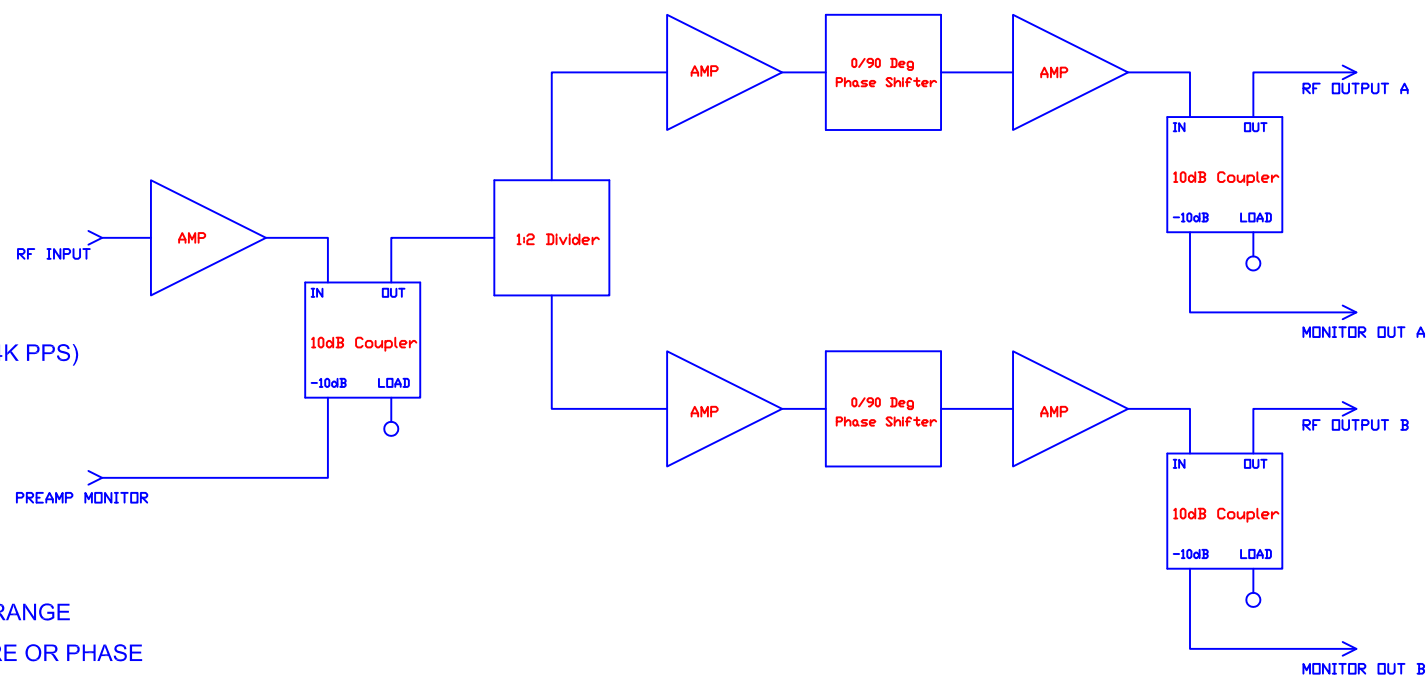 AMP
0/90 Deg
Phase Shifter
AMP
RF OUTPUT A
IN OUT
10dB Coupler
-10dB LOAD
MONITOR OUT A
RF INPUT
AMP
IN OUT
10dB Coupler
-10dB LOAD
PREAMP MONITOR
1:2 Divider
4K PPS)
AMP
0/90 Deg
Phase Shifter
AMP
RF OUTPUT B
IN OUT
10dB Coupler
-10dB LOAD
MONITOR OUT B
RANGE
RE OR PHASE